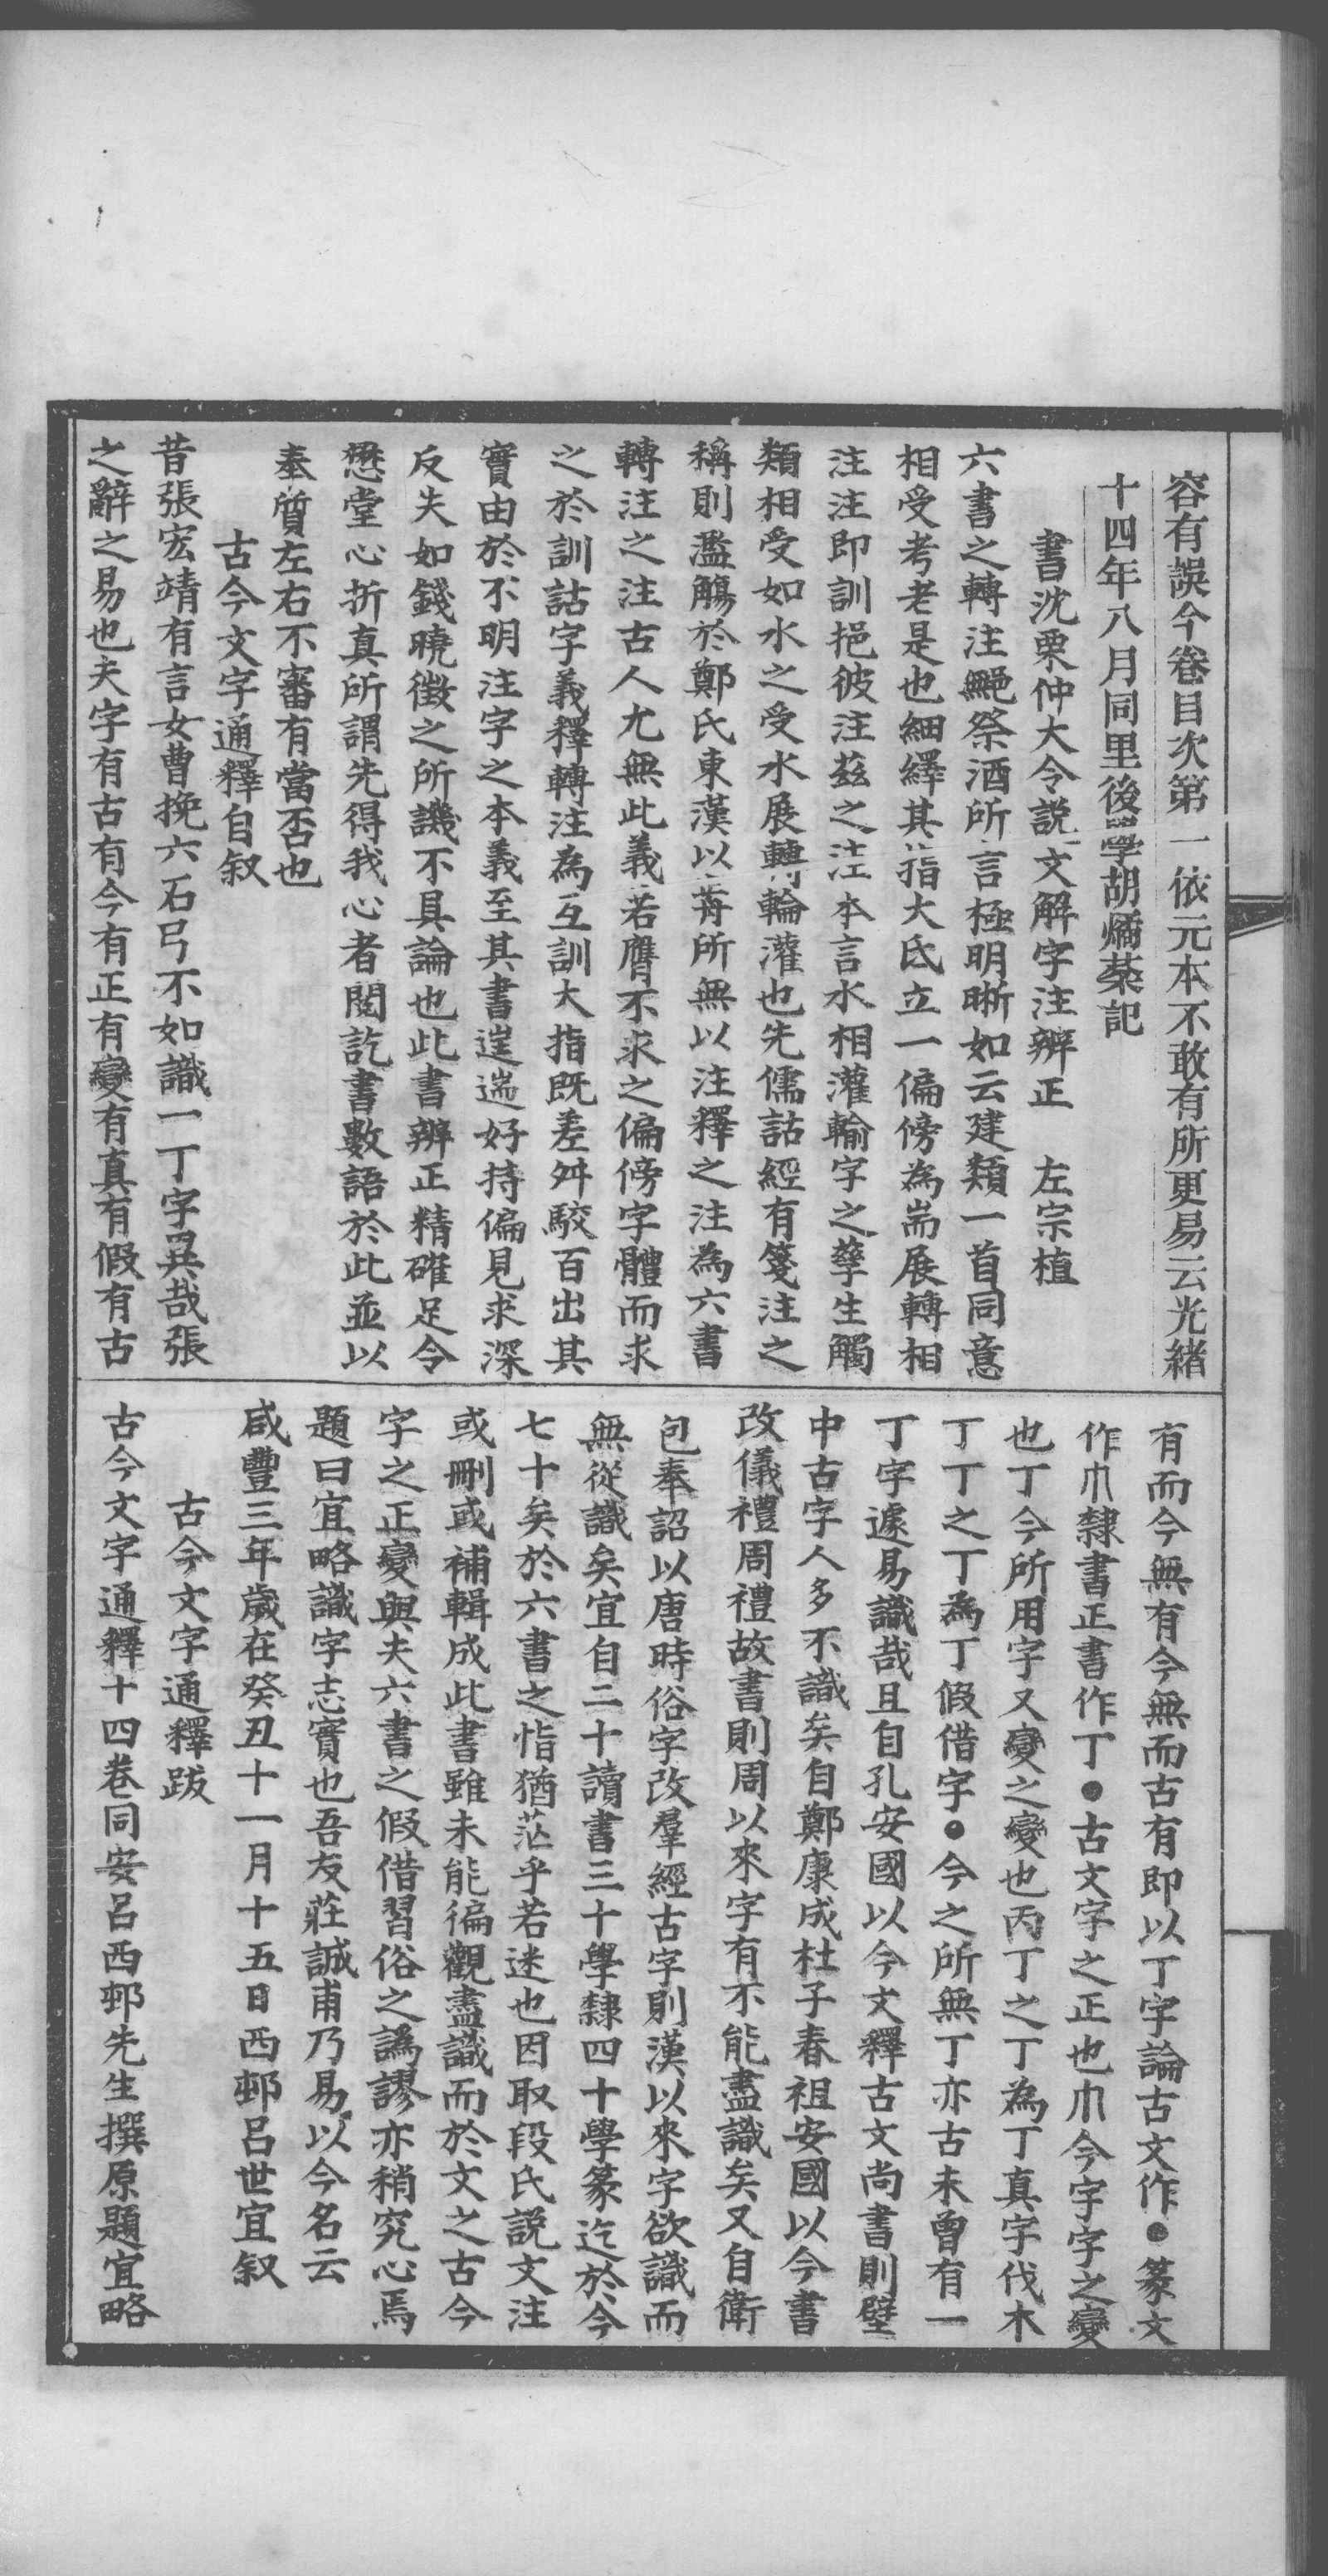 容有誤今卷目次第一依元本不敢有所更易云光緒
十四年八月同里後學胡燏棻記
書沈栗仲大令説文解字注辨正　左宗植
六書之轉注㲋祭酒所言極明晰如云建類一首同意
相受考老是也細繹其指大氐立一偏傍為耑展轉相
注注即訓挹彼注茲之注本言水相灌輸字之孳生觸
類相受如水之受水展轉輪灌也先儒詁經有箋注之
稱則濫觴於鄭氏東漢以前所無以注釋之注為六書
轉注之注古人尤無此義若膺不求之偏傍字體而求
之於訓詁字義釋轉注為互訓大指既差舛駮百出其
實由於不明注字之本義至其書逞遄好持偏見求深
反失如錢曉徵之所譏不具論也此書辨正精確足令
懋堂心折真所謂先得我心者閱訖書數語於此並以
奉質左右不審有當否也
古今文字通釋自叙
昔張宏靖有言女曹挽六石弓不如識一丁字異哉張
之辭之易也夫字有古有今有正有變有真有假有古
有而今無有今無而古有即以丁字論古文作●篆文
作巾隸書正書作丁●古文字之正也巾今字字之變
也丁今所用字又變之變也丙丁之丁為丁真字伐木
丁丁之丁為丁假借字●今之所無丁亦古未曾有一
丁字遽易識哉且自孔安國以今文釋古文尚書則壁
中古字人多不識矣自鄭康成杜子春祖安國以今書
改儀禮周禮故書則周以來字有不能盡識矣又自衛
包奉詔以唐時俗字改羣經古字則漢以來字欲識而
無從識矣宜自二十讀書三十學隸四十學篆迄於今
七十矣於六書之恉猶茫乎若迷也因取段氏説文注
或刪或補輯成此書雖未能徧觀盡識而於文之古今
字之正變與夫六書之假借習俗之譌謬亦稍究心焉
題曰宜略識字志實也吾友莊誠甫乃易以今名云
咸豐三年歲在癸丑十一月十五日西邨呂世宜叙
古今文字通釋跋
古今文字通釋十四卷同安呂西邨先生撰原題宜略